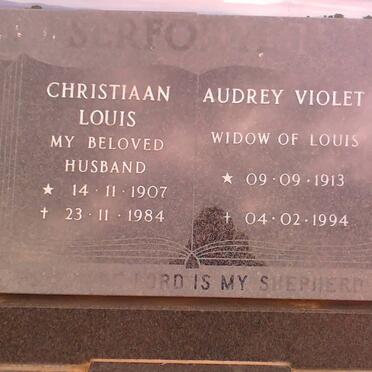 CHRISTIAAN
LOUIS
MY BELOVED
HUSBAND
★ 14·11·1907
† 23·11·1984
AUDREY VIOLET
WIDOW OF LOUIS
★ 09·09·1913
† 04·02·1994
LORD IS MY SHEPHERD